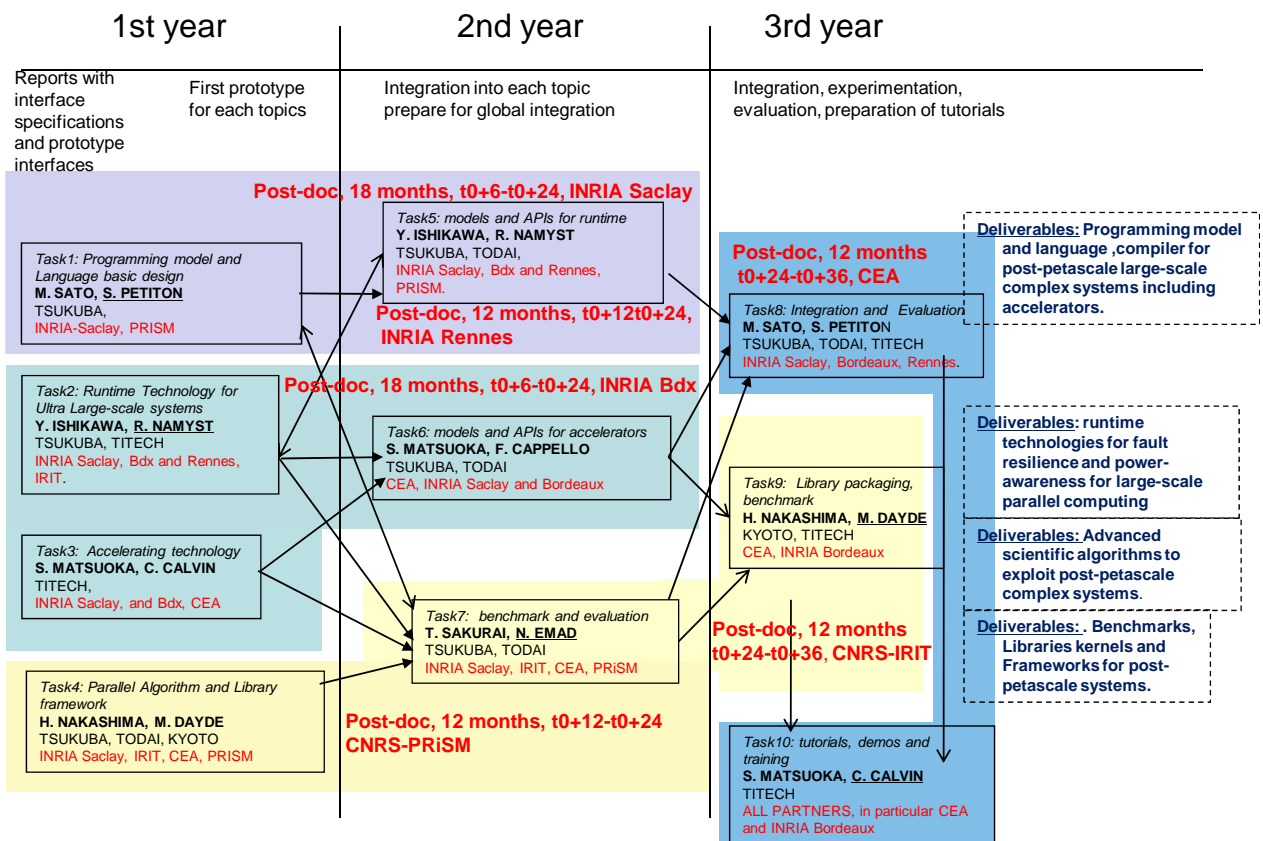 1st year
2nd year
3rd year
Reports with
interface
specifications
and prototype
interfaces
First prototype
for each topics
Integration into each topic
prepare for global integration
Integration, experimentation,
evaluation, preparation of tutorials
Post-doc, 18 months, t0+6-t0+24, INRIA Saclay
Task1: Programming model and
Language basic design
M. SATO, S. PETITON
TSUKUBA,
INRIA-Saclay, PRISM
Task5: models and APIs for runtime
Y. ISHIKAWA, R. NAMYST
TSUKUBA, TODAI,
INRIA Saclay, Bdx and Rennes,
PRISM.
Post-doc, 12 months, t0+12t0+24,
INRIA Rennes
Post-doc, 12 months
t0+24-t0+36, CEA
Task8: Integration and Evaluation
M. SATO, S. PETITON
TSUKUBA, TODAI, TITECH
INRIA Saclay, Bordeaux, Rennes.
Deliverables: Programming model
and language ,compiler for
post-petascale large-scale
complex systems including
accelerators.
Task2: Runtime Technology for
Ultra Large-scale systems
Y. ISHIKAWA, R. NAMYST
TSUKUBA, TITECH
INRIA Saclay, Bdx and Rennes,
IRIT.
Post-doc, 18 months, t0+6-t0+24, INRIA Bdx
Task6: models and APIs for accelerators
S. MATSUOKA, F. CAPPELLO
TSUKUBA, TODAI
CEA, INRIA Saclay and Bordeaux
Task9: Library packaging,
benchmark
H. NAKASHIMA, M. DAYDE
KYOTO, TITECH
CEA, INRIA Bordeaux
Deliverables: runtime
technologies for fault
resilience and power-
awareness for large-scale
parallel computing
Task3: Accelerating technology
S. MATSUOKA, C. CALVIN
TITECH,
INRIA Saclay, and Bdx, CEA
Deliverables: Advanced
scientific algorithms to
exploit post-petascale
complex systems.
Task7: benchmark and evaluation
T. SAKURAI, N. EMAD
TSUKUBA, TODAI
INRIA Saclay, IRIT, CEA, PRiSM
Post-doc, 12 months
t0+24-t0+36, CNRS-IRIT
Deliverables: . Benchmarks,
Libraries kernels and
Frameworks for post-
petascale systems.
Task4: Parallel Algorithm and Library
framework
H. NAKASHIMA, M. DAYDE
TSUKUBA, TODAI, KYOTO
INRIA Saclay, IRIT, CEA, PRISM
Post-doc, 12 months, t0+12-t0+24
CNRS-PRiSM
Task10: tutorials, demos and
training
S. MATSUOKA, C. CALVIN
TITECH
ALL PARTNERS, in particular CEA
and INRIA Bordeaux